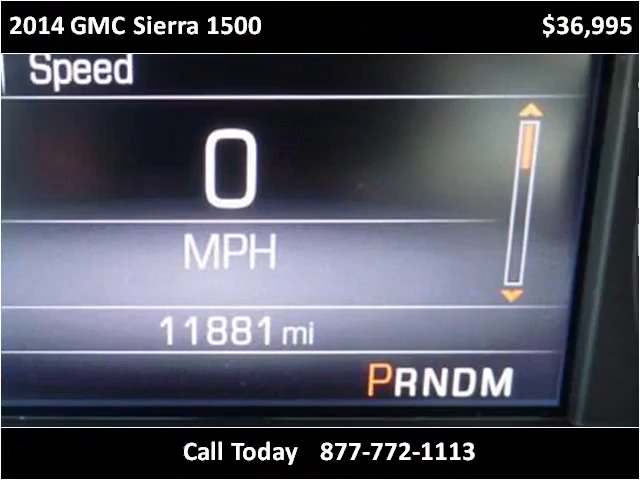 2014 GMC Sierra 1500 $36,995
Speed
0
MPH
11881 mi
PRNDM
Call Today 877-772-1113